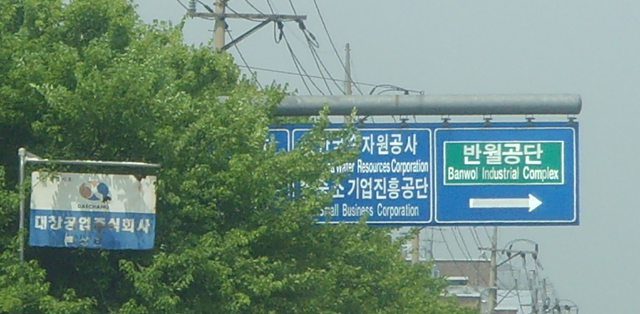 자원공사
Water Resources Corporation
소기업진흥공단
Small Business Corporation
반월공단
Banwol Industrial Complex
DAECHANG
대창공업주식회사